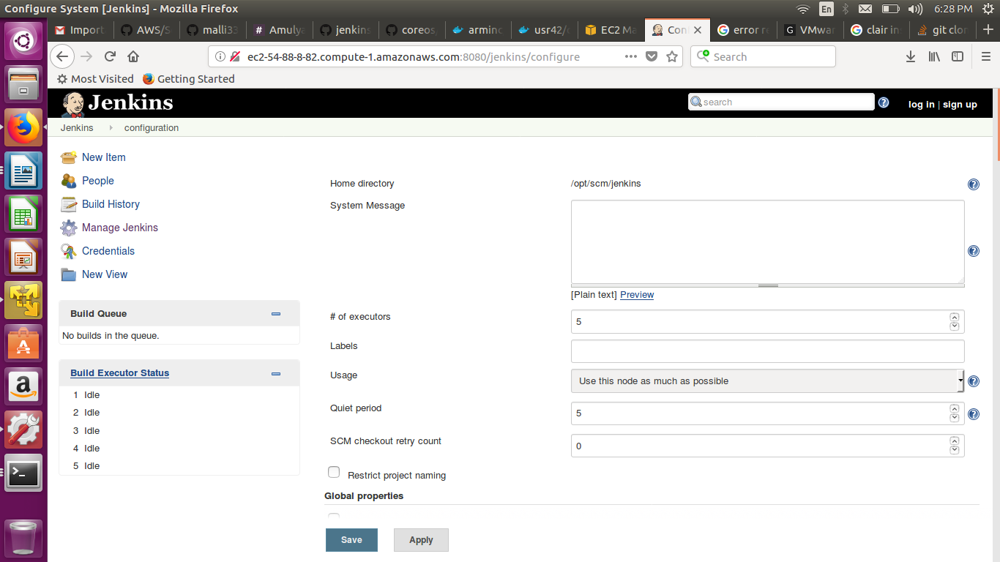 Configure System [Jenkins] - Mozilla Firefox
En
6:28 PM
Import
AWS/S
malli33
# Amulya
jenkins
coreos
arminc
usr42/
EC2 Ma
Con
error re
G VMwar
clair in
git clon
ec2-54-88-8-82.compute-1.amazonaws.com:8080/jenkins/configure
Search
Most Visited
Getting Started
Jenkins
search
log in | sign up
Jenkins
configuration
New Item
People
Build History
Manage Jenkins
Credentials
New View
Build Queue
No builds in the queue.
Build Executor Status
1 Idle
2 Idle
3 Idle
4 Idle
5 Idle
Home directory
/opt/scm/jenkins
System Message
[Plain text] Preview
# of executors
5
Labels
Usage
Use this node as much as possible
Quiet period
5
SCM checkout retry count
0
Restrict project naming
Global properties
Save
Apply